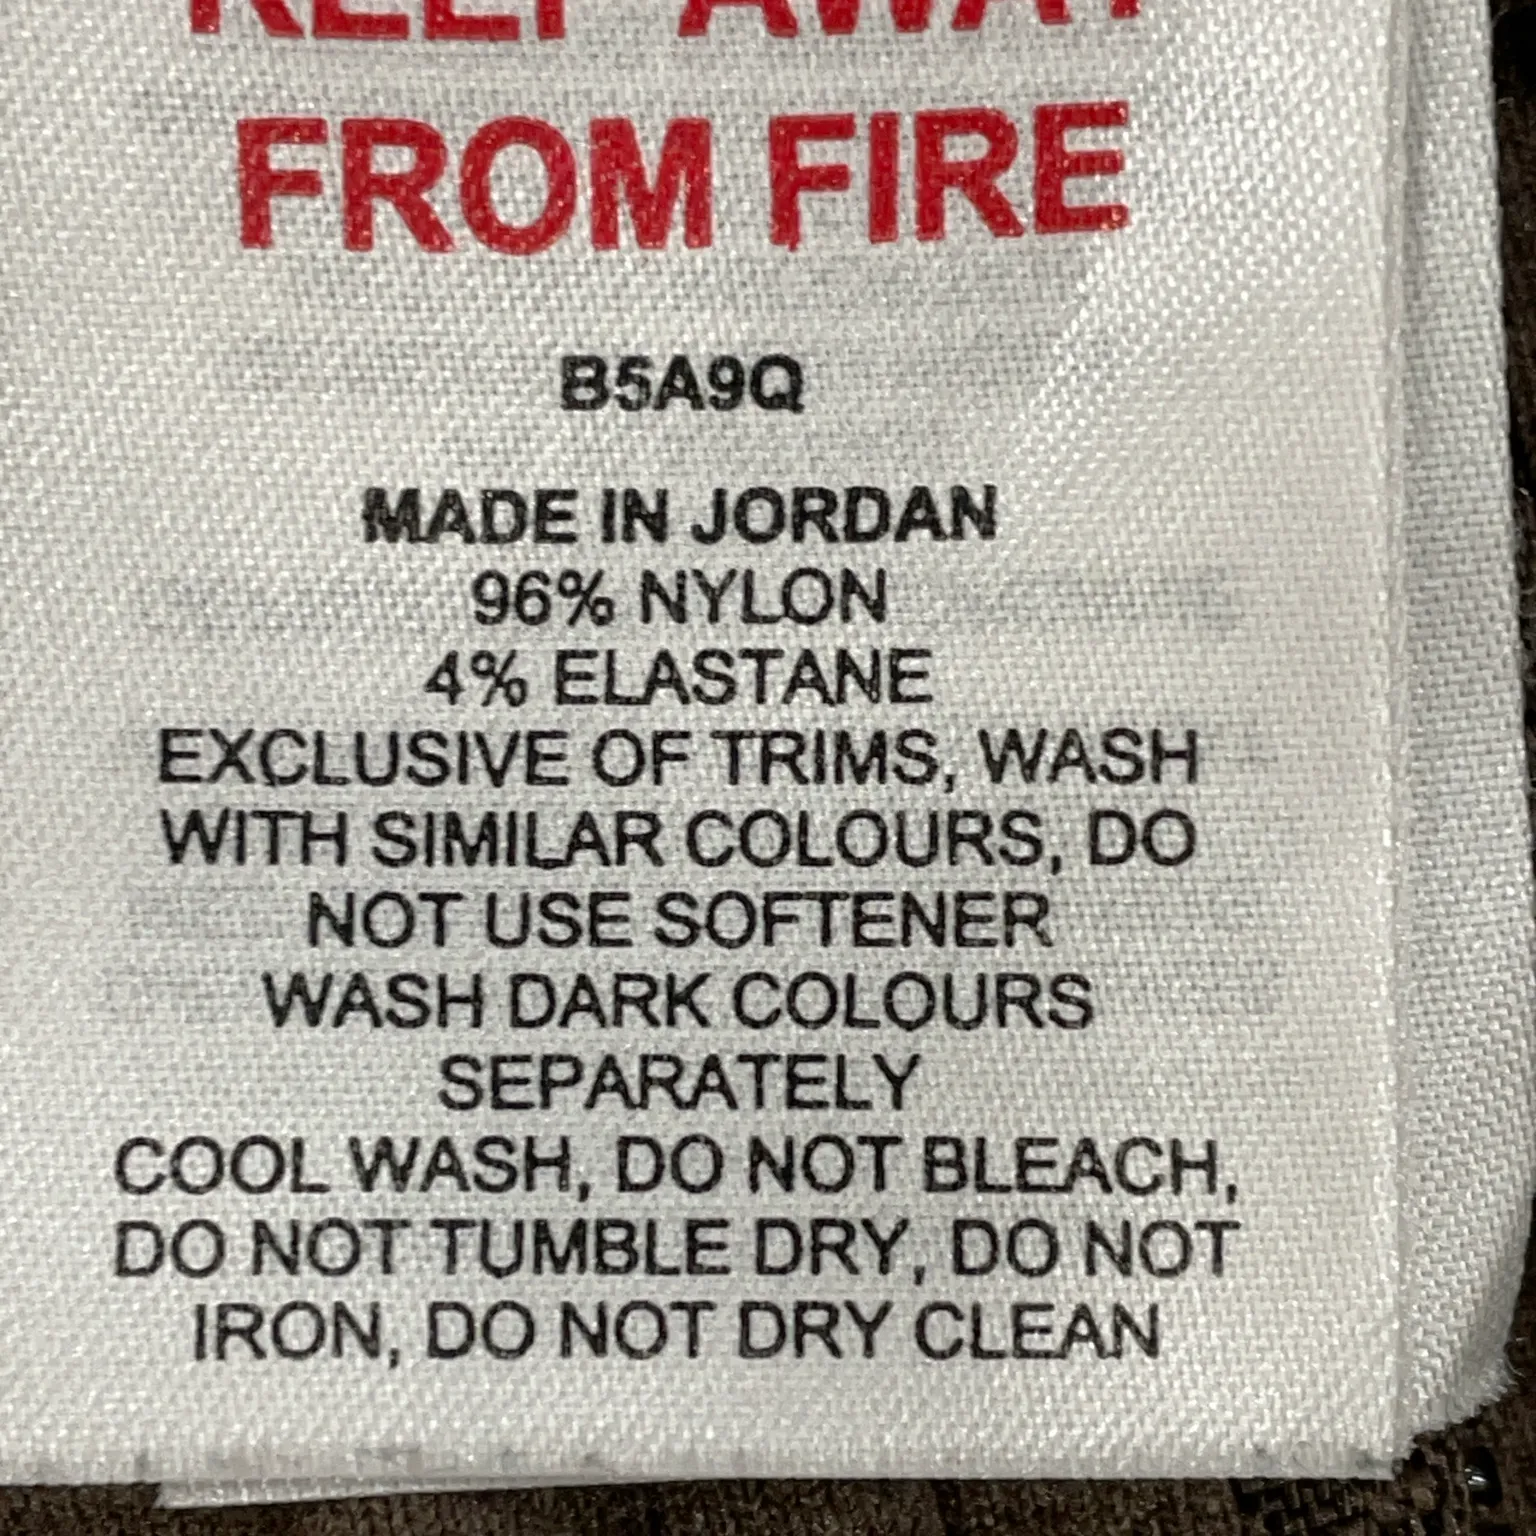 KEEP AWAY
FROM FIRE
B5A9Q
MADE IN JORDAN
96% NYLON
4% ELASTANE
EXCLUSIVE OF TRIMS, WASH
WITH SIMILAR COLOURS, DO
NOT USE SOFTENER
WASH DARK COLOURS
SEPARATELY
COOL WASH, DO NOT BLEACH,
DO NOT TUMBLE DRY, DO NOT
IRON, DO NOT DRY CLEAN